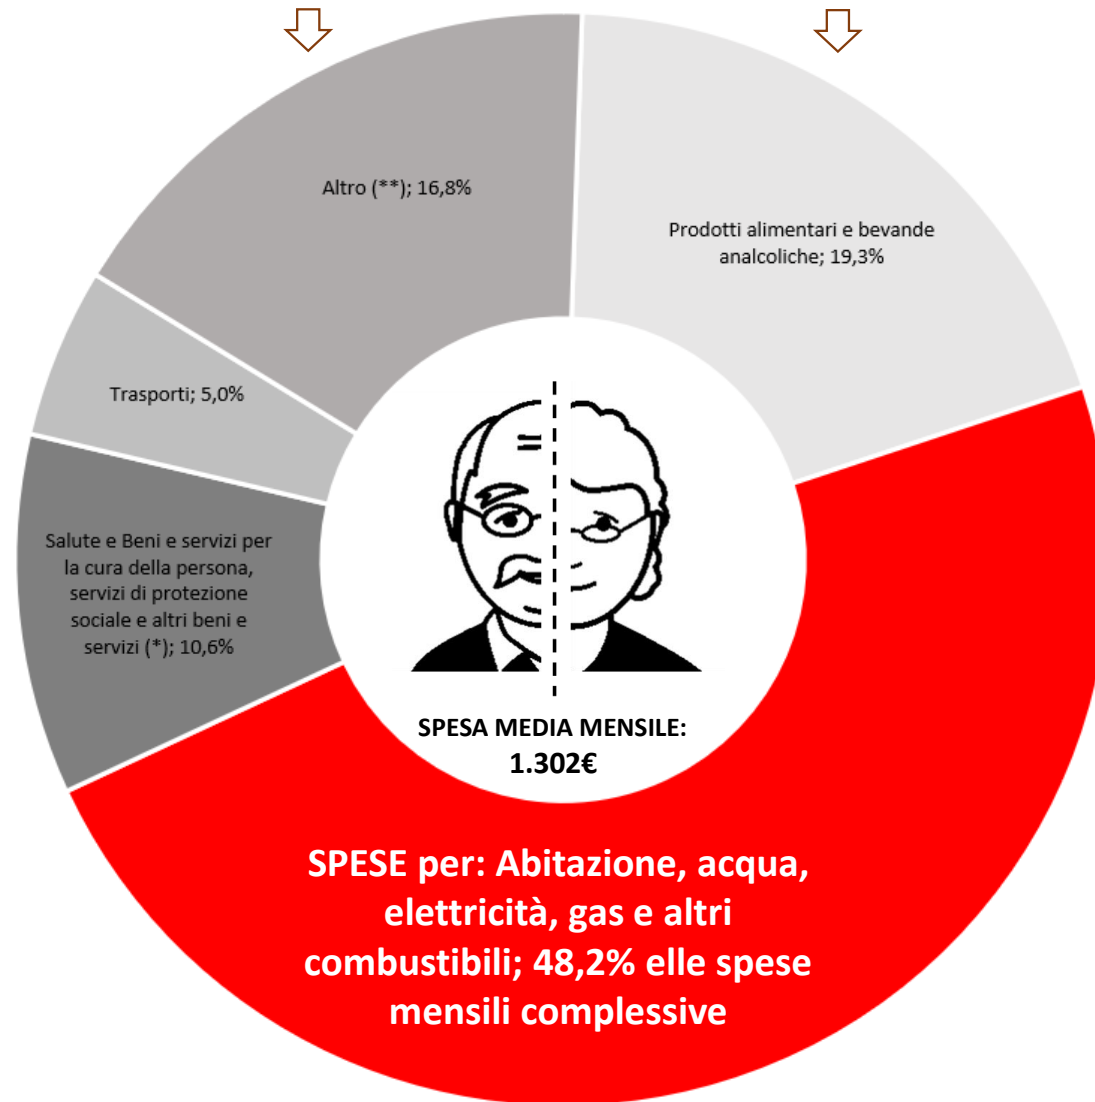 Altro (**); 16,8%
Prodotti alimentari e bevande
analcoliche; 19,3%
Trasporti; 5,0%
Salute e Beni e servizi per
la cura della persona,
servizi di protezione
sociale e altri beni e
servizi (*); 10,6%
SPESA MEDIA MENSILE:
1.302€
SPESE per: Abitazione, acqua,
elettricità, gas e altri
combustibili; 48,2% elle spese
mensili complessive